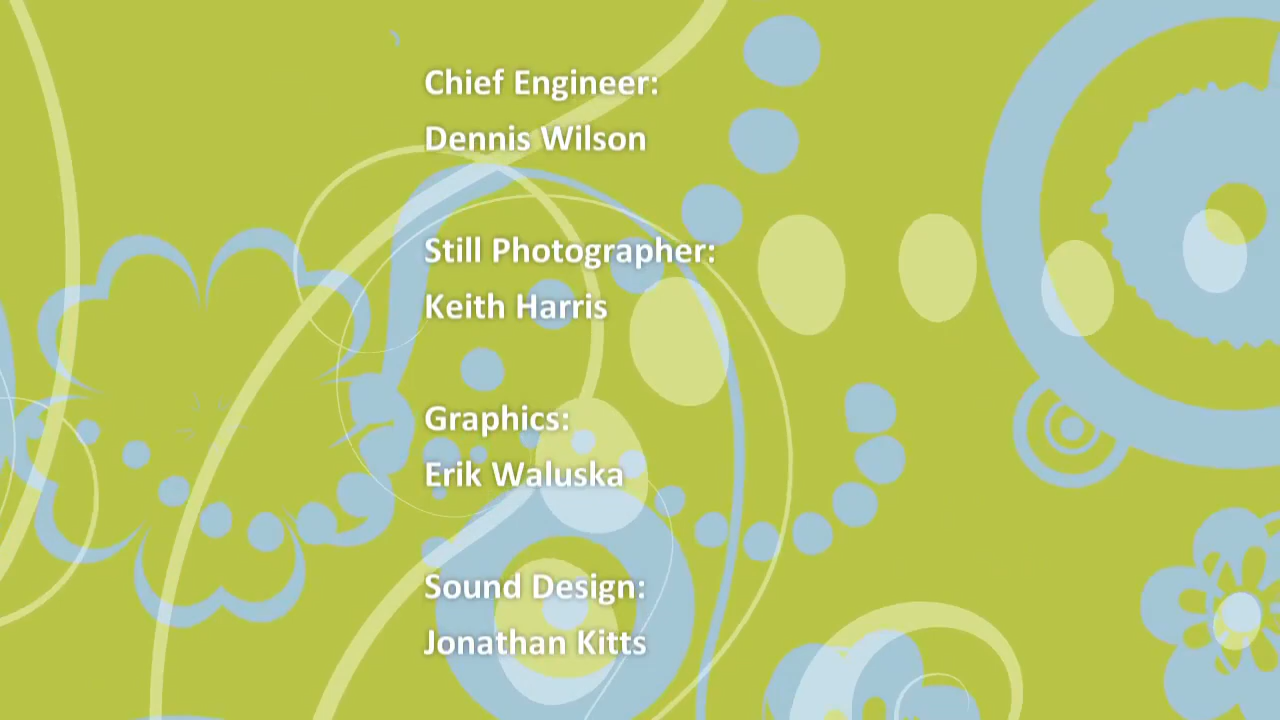 Chief Engineer:
Dennis Wilson
Still Photographer:
Keith Harris
Graphics:
Erik Waluska
Sound Design:
Jonathan Kitts